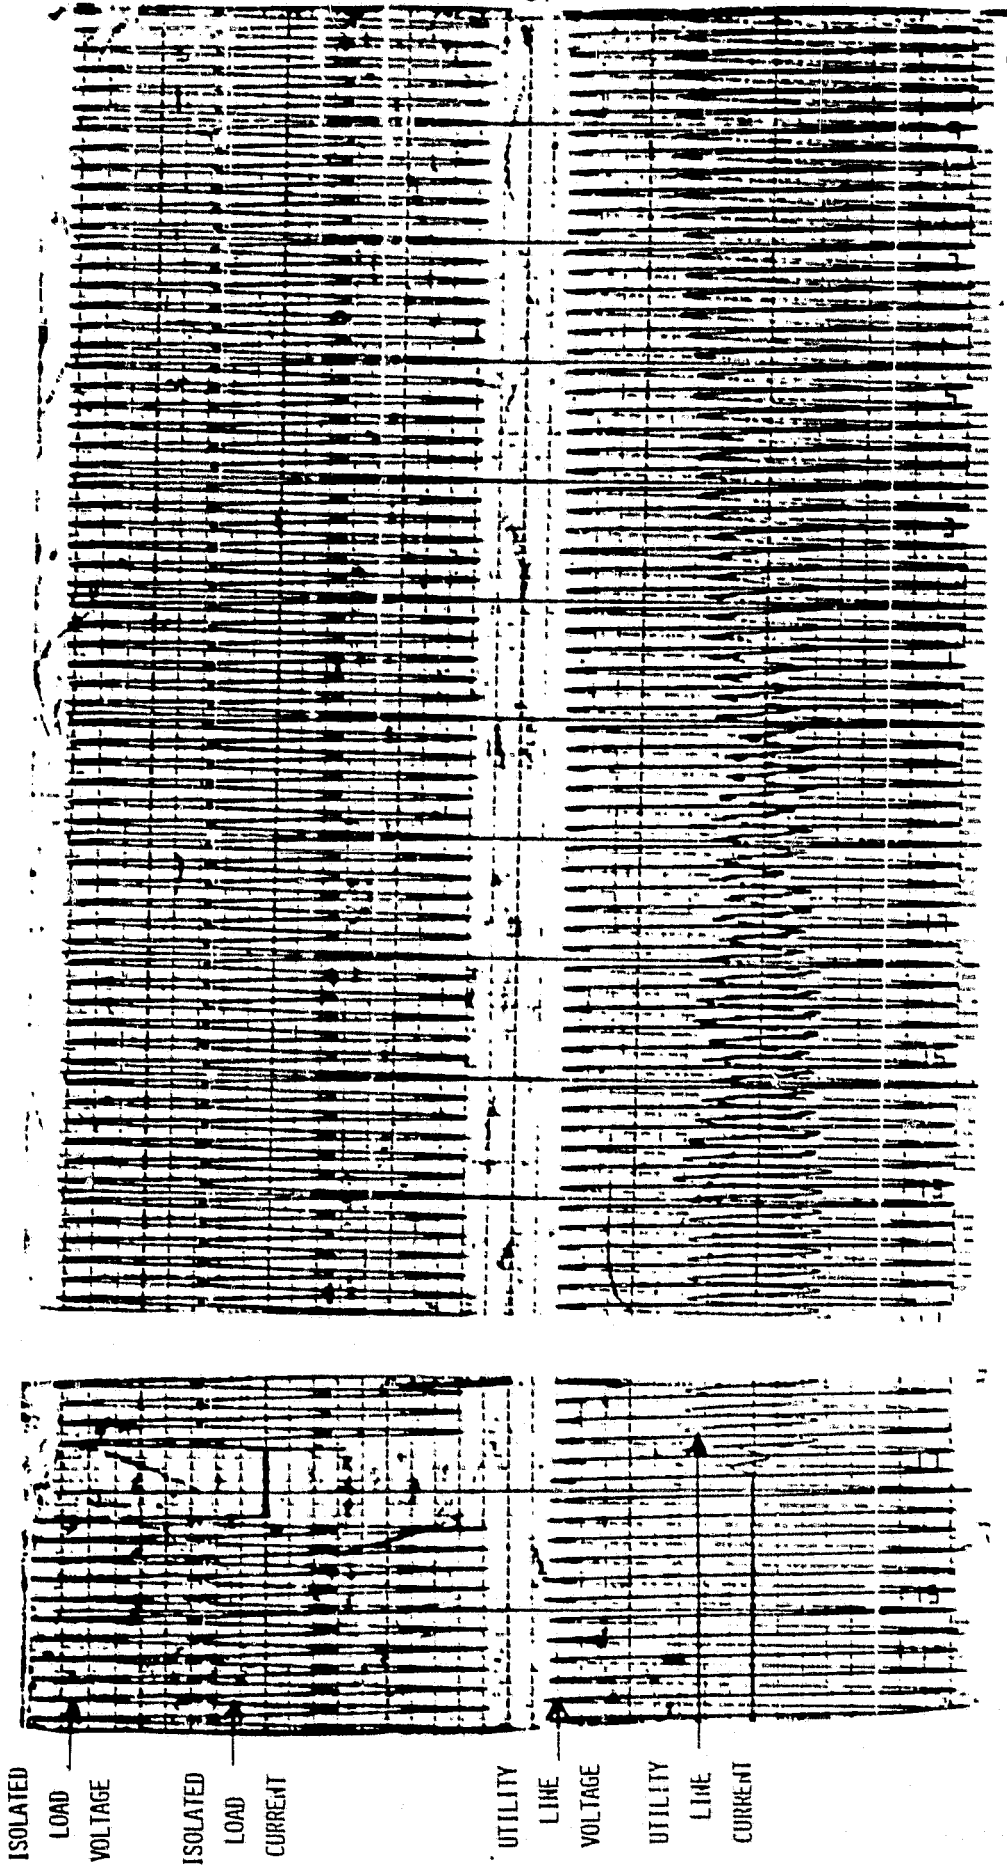 ISOLATED
LOAD
VOLTAGE
ISOLATED
LOAD
CURRENT
UTILITY
LINE
VOLTAGE
UTILITY
LINE
CURRENT